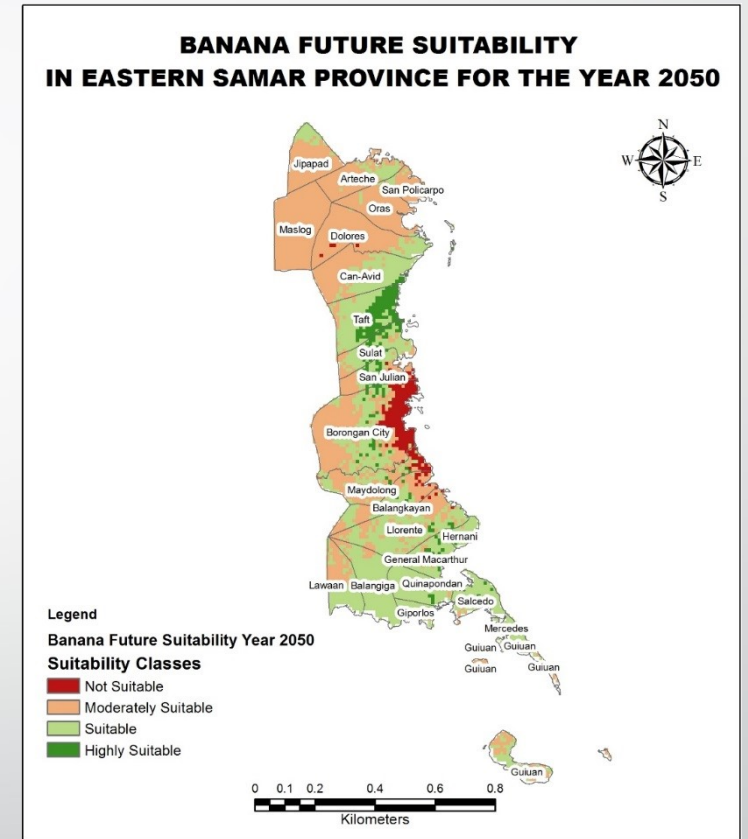 BANANA FUTURE SUITABILITY
IN EASTERN SAMAR PROVINCE FOR THE YEAR 2050
N
W
E
S
Jipapad
Arteche
San Policarpo
Oras
Maslog
Dolores
Can-Avid
Taft
Sulat
San Julian
Borongan City
Maydolong
Balangkayan
Llorente
Hernani
General Macarthur
Lawaan
Balangiga
Quinapondan
Salcedo
Giporlos
Mercedes
Guiuan
Guiuan
Guiuan
Guiuan
Guiuan
Legend
Banana Future Suitability Year 2050
Suitability Classes
Not Suitable
Moderately Suitable
Suitable
Highly Suitable
0 0.1 0.2 0.4 0.6 0.8
Kilometers